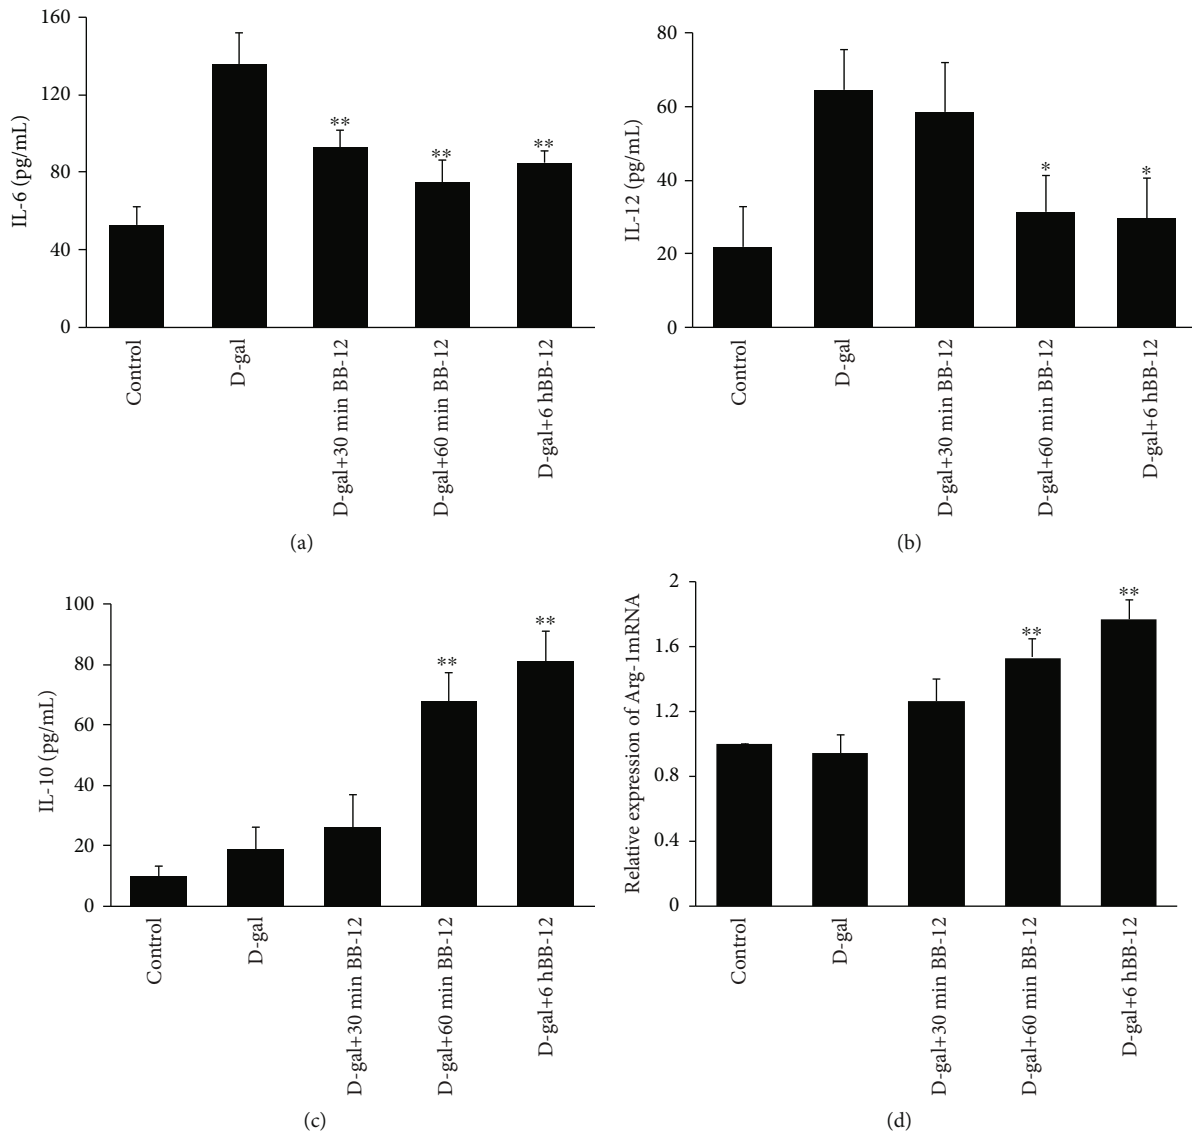 160
120
80
40
0
IL-6 (pg/mL)
**
**
**
Control
D-gal
D-gal+30 min BB-12
D-gal+60 min BB-12
D-gal+6 hBB-12
(a)
80
60
40
20
0
IL-12 (pg/mL)
*
*
Control
D-gal
D-gal+30 min BB-12
D-gal+60 min BB-12
D-gal+6 hBB-12
(b)
100
80
60
40
20
0
IL-10 (pg/mL)
**
**
Control
D-gal
D-gal+30 min BB-12
D-gal+60 min BB-12
D-gal+6 hBB-12
(c)
2
1.6
1.2
0.8
0.4
0
Relative expression of Arg-1mRNA
**
**
Control
D-gal
D-gal+30 min BB-12
D-gal+60 min BB-12
D-gal+6 hBB-12
(d)